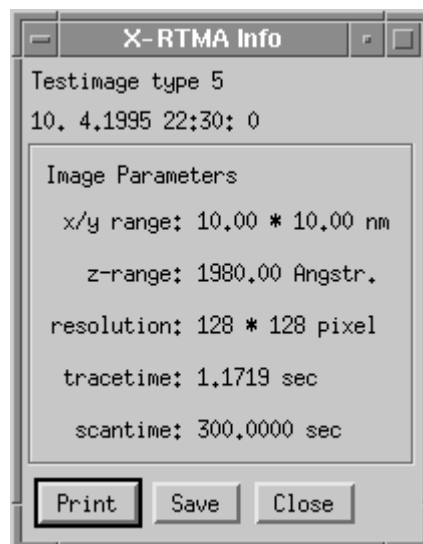 X-RTMA Info
Testimage type 5
10. 4.1995 22:30: 0
Image Parameters
x/y range: 10.00 * 10.00 nm
z-range: 1980.00 Angstr.
resolution: 128 * 128 pixel
tracetime: 1.1719 sec
scantime: 300.0000 sec
Print Save Close